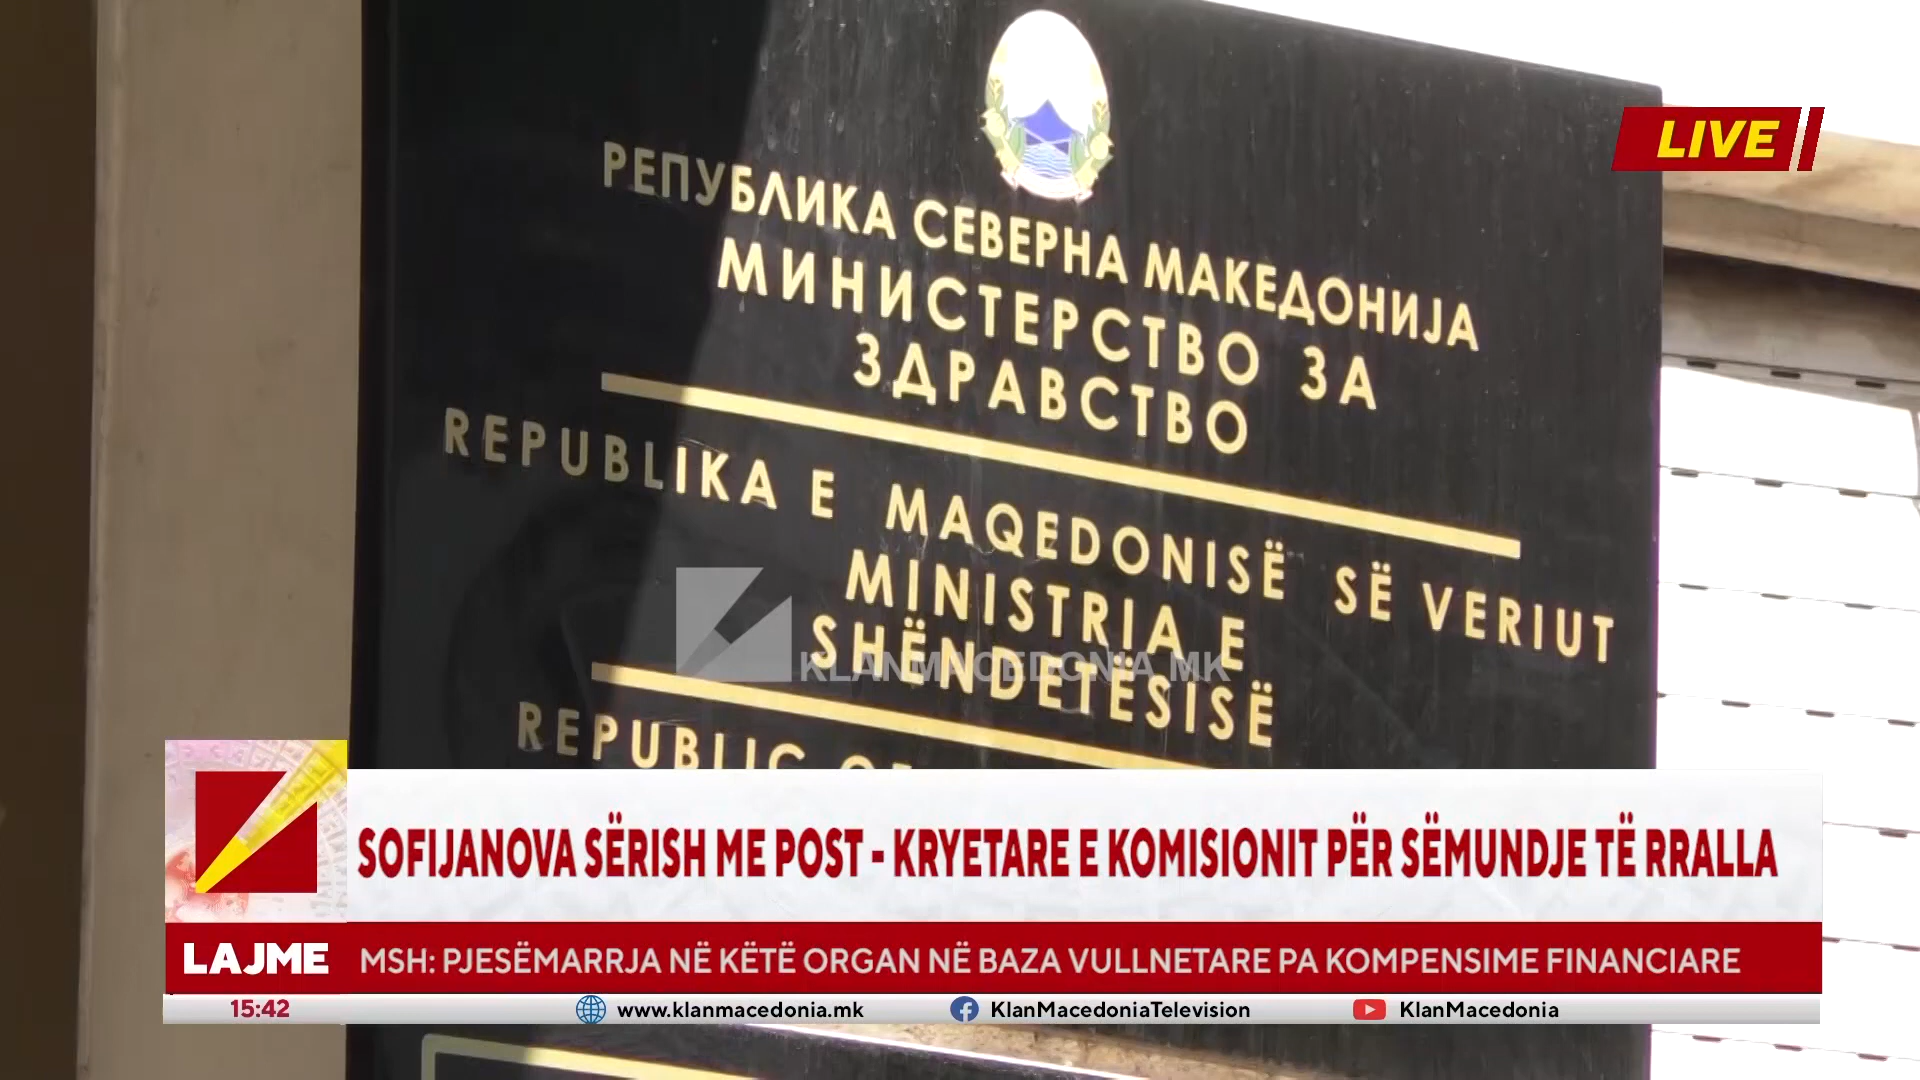 LIVE
РЕПУБЛИКА СЕВЕРНА МАКЕДОНИЈА
МИНИСТЕРСТВО ЗА
ЗДРАВСТВО
REPUBLIKA E MAQEDONISË SË VERIUT
MINISTRIA E
SHËNDETËSISË
KLANMACEDONIA.MK
REPUBLIC OF
SOFIJANOVA SËRISH ME POST - KRYETARE E KOMISIONIT PËR SËMUNDJE TË RRALLA
LAJME MSH: PJESËMARRJA NË KËTË ORGAN NË BAZA VULLNETARE PA KOMPENSIME FINANCIARE
15:42 www.klanmacedonia.mk KlanMacedoniaTelevision KlanMacedonia